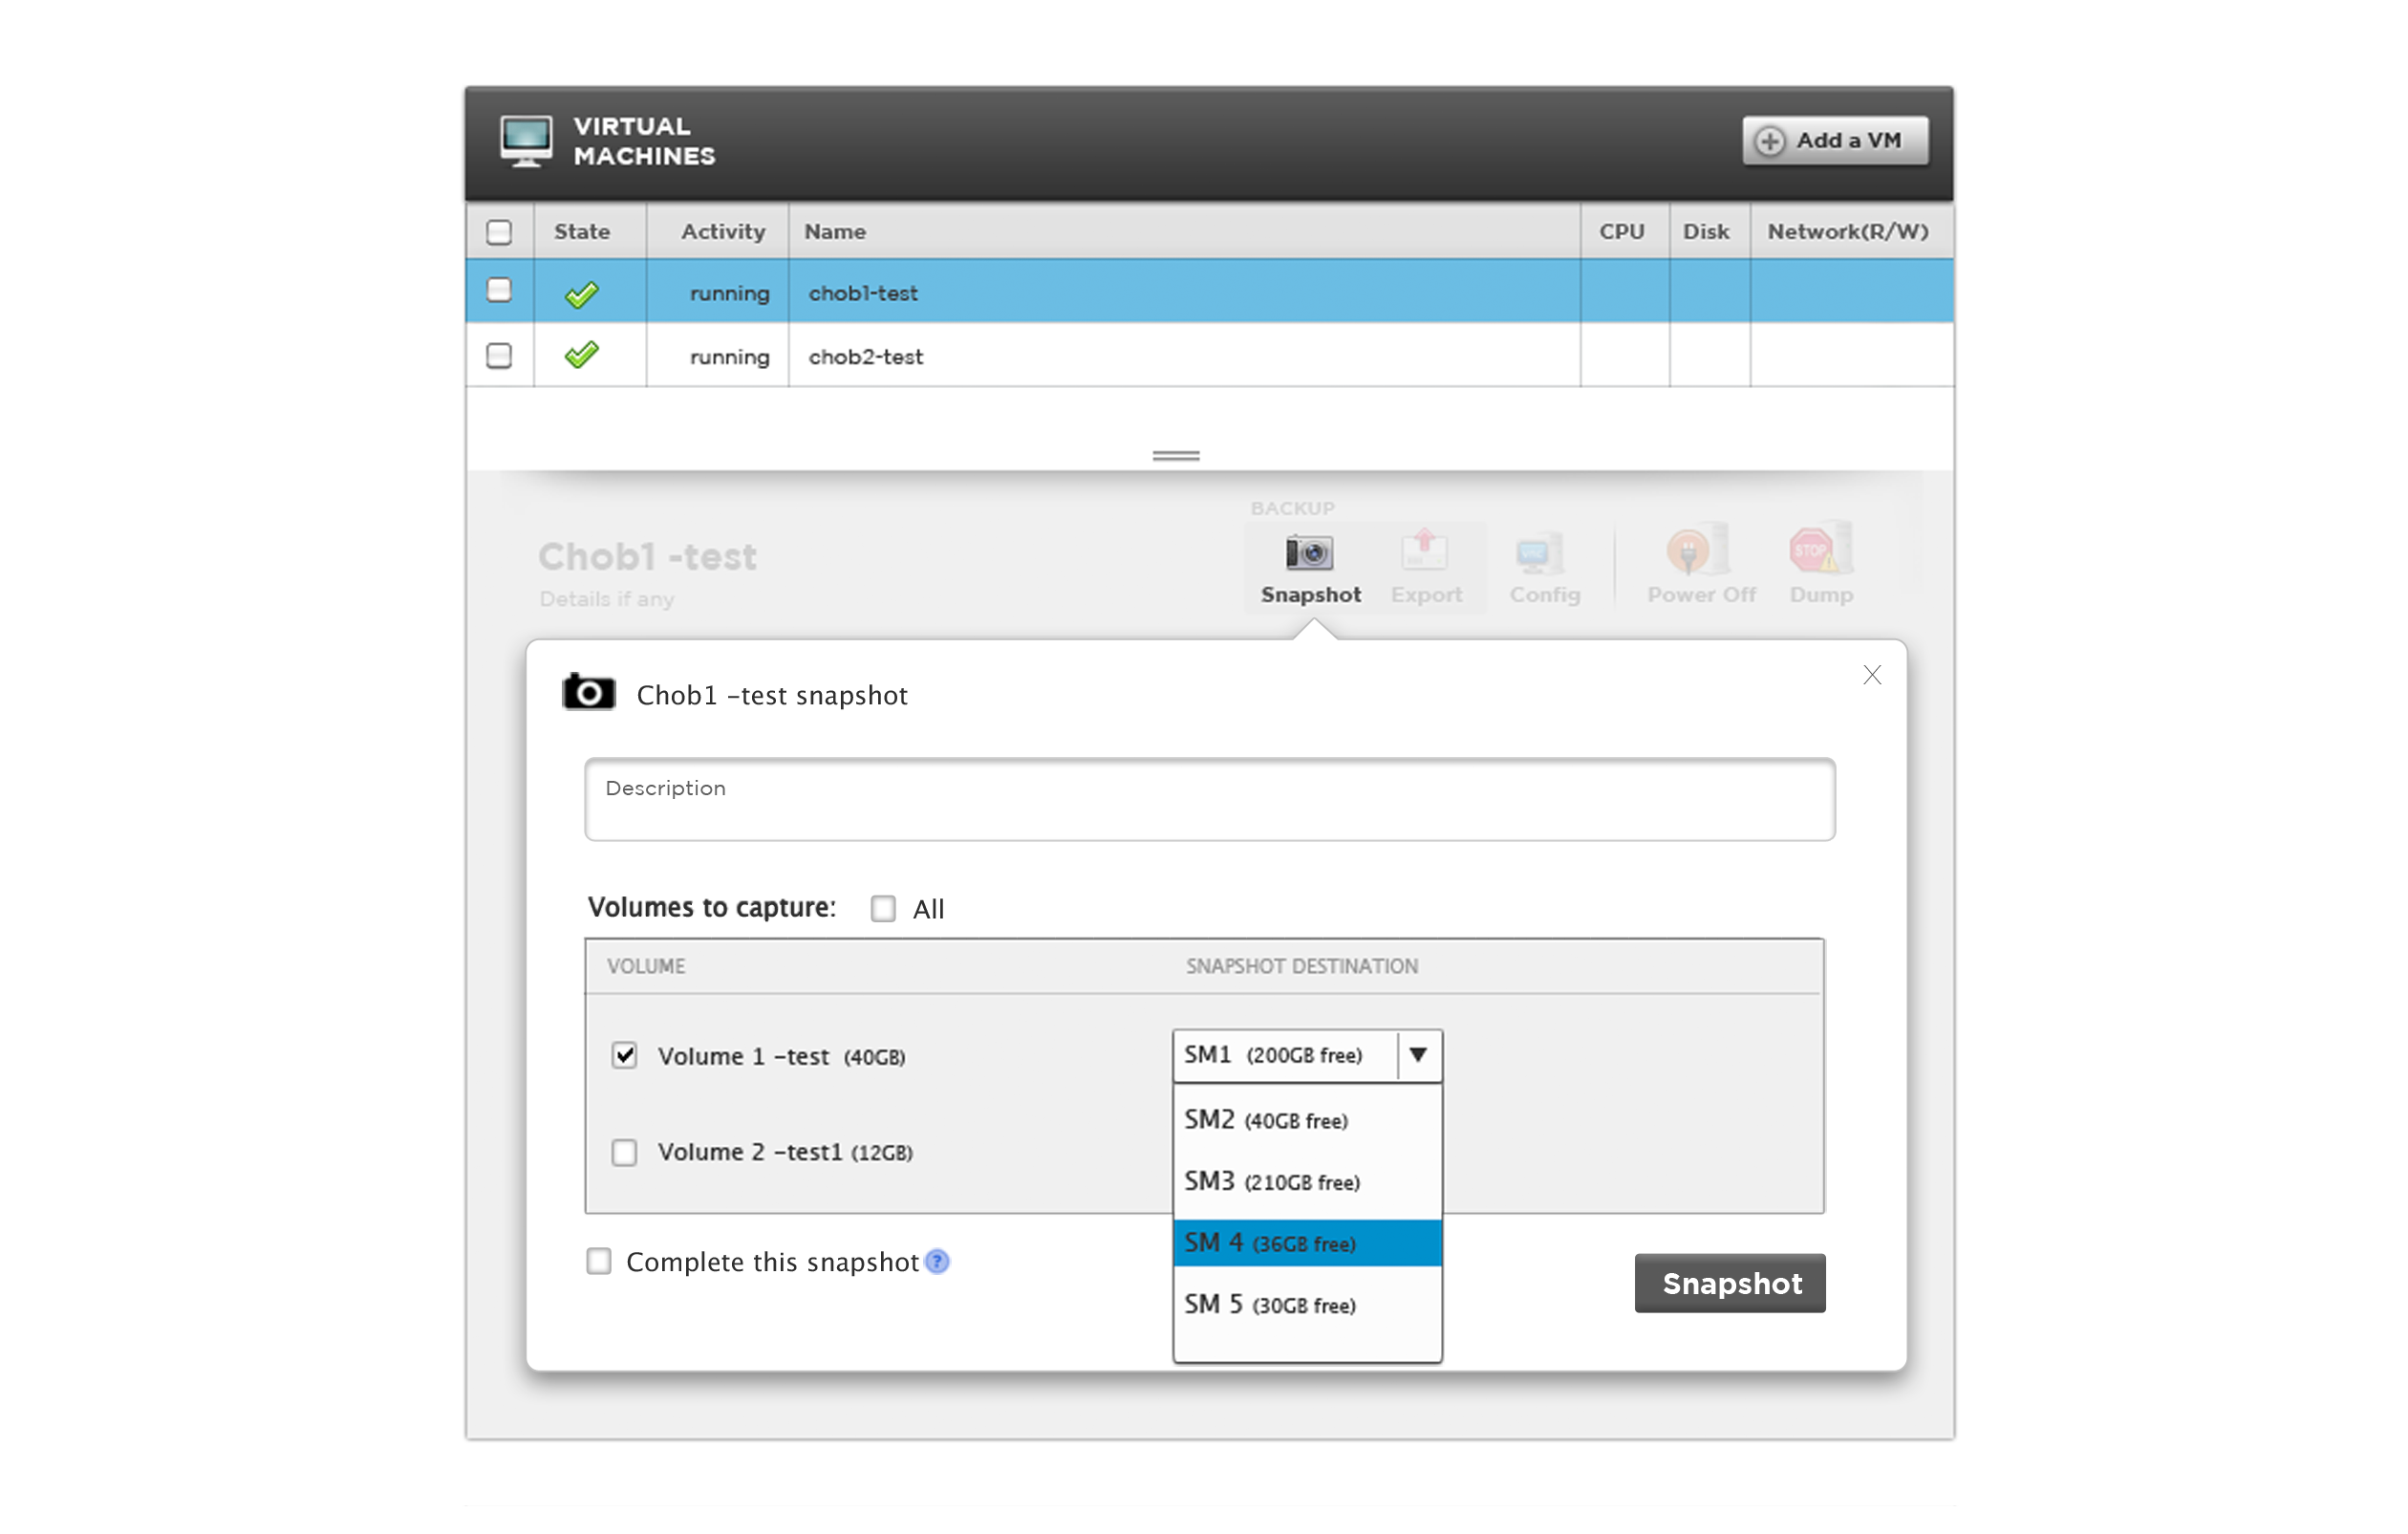 VIRTUAL
MACHINES
Add a VM
State Activity Name CPU Disk Network(R/W)
running chob1-test
running chob2-test
BACKUP
Chob1 -test
Details if any
Snapshot Export Config Power Off Dump
STOP
Chob1 -test snapshot
Description
Volumes to capture: All
VOLUME SNAPSHOT DESTINATION
Volume 1 -test (40GB) SM1 (200GB free)
SM2 (40GB free)
Volume 2 -test1 (12GB) SM3 (210GB free)
SM 4 (36GB free)
Complete this snapshot ?
Snapshot
SM 5 (30GB free)